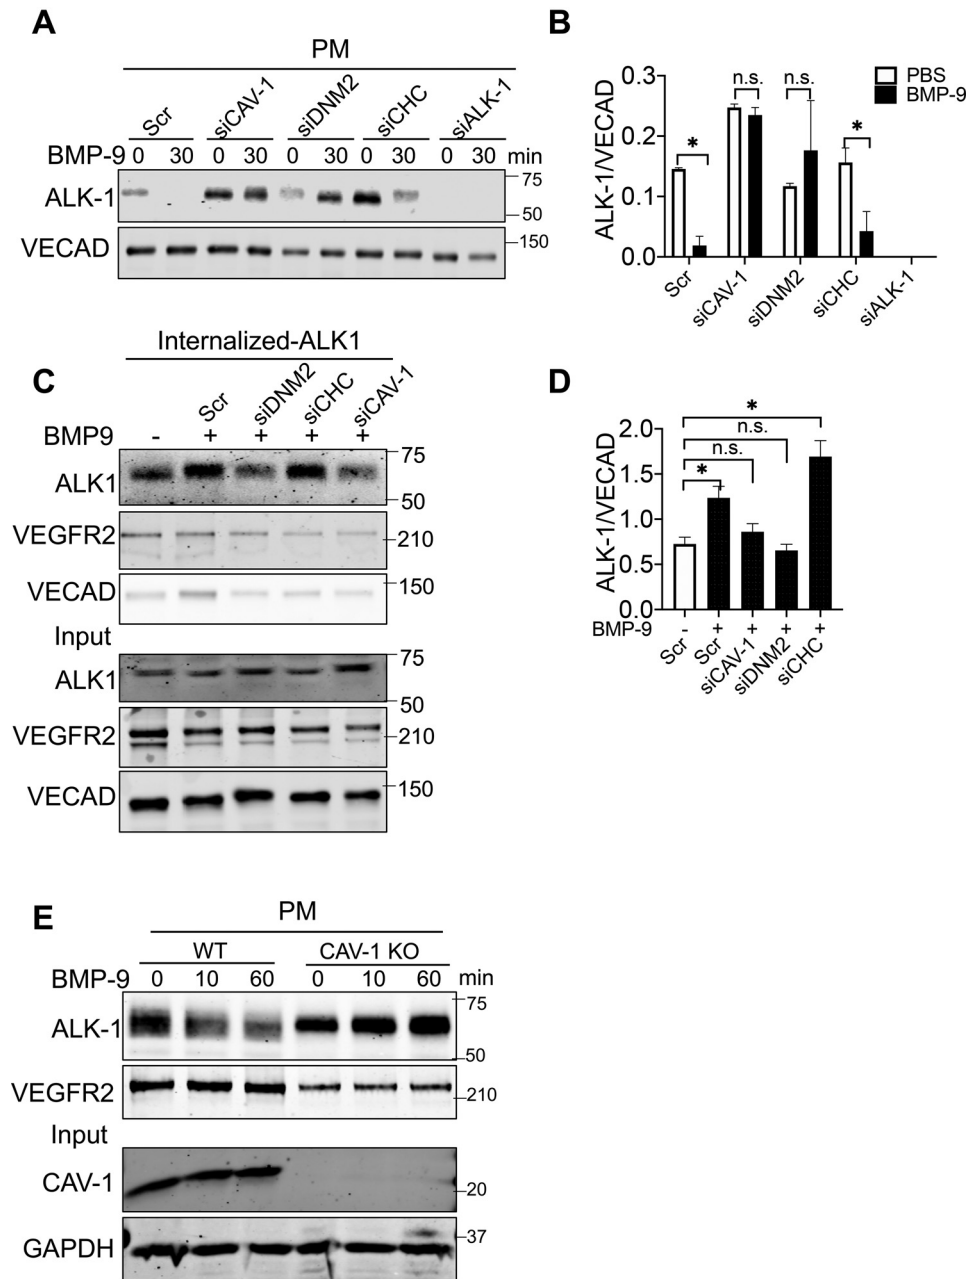 A
PM
Scr siCAV-1 siDNM2 siCHC siALK-1
BMP-9 0 30 0 30 0 30 0 30 0 30 min
ALK-1 75
50
VECAD 150
B
PBS
BMP-9
ALK-1/VECAD
0.3
0.2
0.1
0.0
* n.s. n.s. *
Scr siCAV-1 siDNM2 siCHC siALK-1
C
Internalized-ALK1
Scr siDNM2 siCHC siCAV-1
BMP9 - + + + +
ALK1 75
50
VEGFR2 210
VECAD 150
Input
ALK1 75
50
VEGFR2 210
VECAD 150
D
ALK-1/VECAD
2.0
1.5
1.0
0.5
0.0
*
n.s.
n.s.
*
BMP-9 - + + + +
Scr Scr siCAV-1 siDNM2 siCHC
E
PM
WT CAV-1 KO
BMP-9 0 10 60 0 10 60 min
ALK-1 75
50
VEGFR2 210
Input
CAV-1 20
GAPDH 37